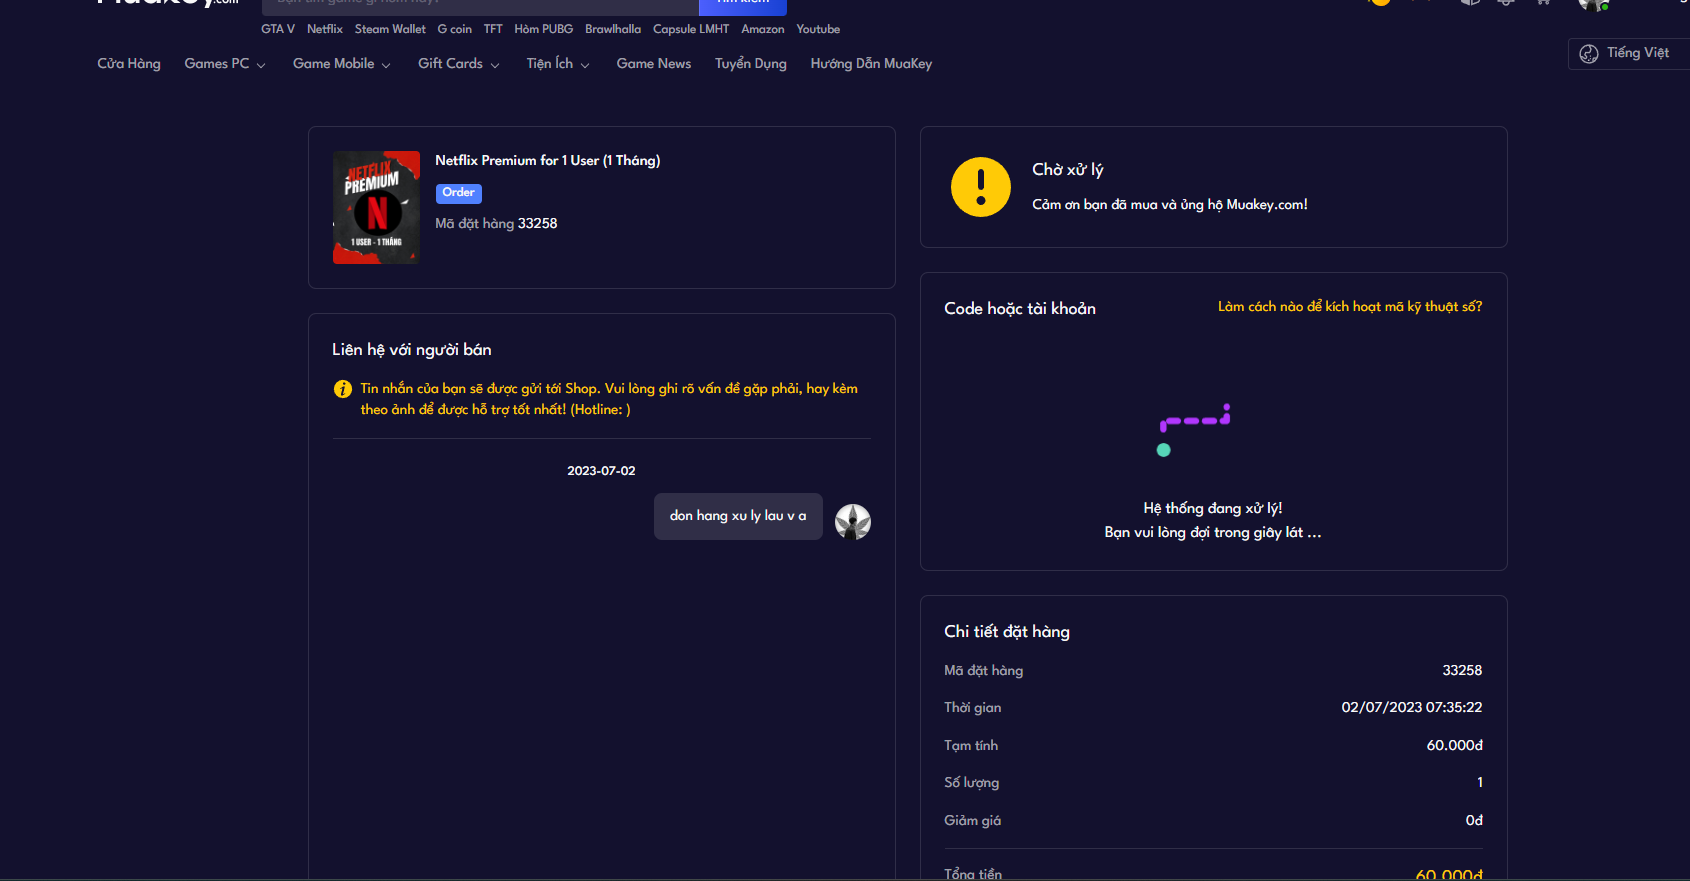 .com
GTA V Netflix Steam Wallet G coin TFT Hòm PUBG Brawlhalla Capsule LMHT Amazon Youtube
Cửa Hàng Games PC Game Mobile Gift Cards Tiện Ích Game News Tuyển Dụng Hướng Dẫn MuaKey
Tiếng Việt
NETFLIX
PREMIUM
N
1 USER - 1 THÁNG
Netflix Premium for 1 User (1 Tháng)
Order
Mã đặt hàng 33258
Chờ xử lý
Cảm ơn bạn đã mua và ủng hộ Muakey.com!
Liên hệ với người bán
Tin nhắn của bạn sẽ được gửi tới Shop. Vui lòng ghi rõ vấn đề gặp phải, hay kèm
theo ảnh để được hỗ trợ tốt nhất! (Hotline: )
2023-07-02
don hang xu ly lau v a
Code hoặc tài khoản
Làm cách nào để kích hoạt mã kỹ thuật số?
Hệ thống đang xử lý!
Bạn vui lòng đợi trong giây lát ...
Chi tiết đặt hàng
Mã đặt hàng 33258
Thời gian 02/07/2023 07:35:22
Tạm tính 60.000đ
Số lượng 1
Giảm giá 0đ
Tổng tiền 60.000đ